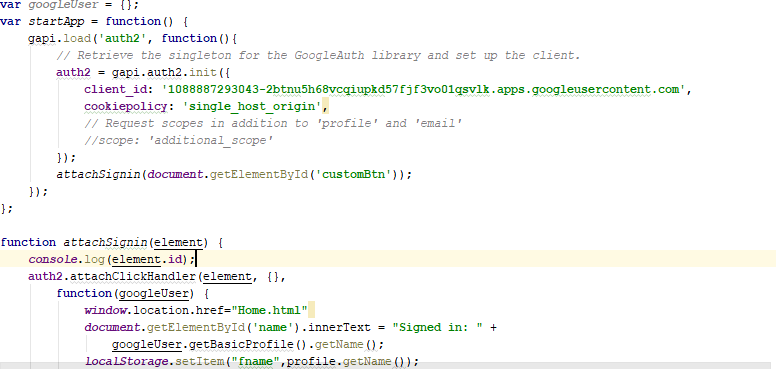 var googleUser = {};
var startApp = function() {
gapi.load('auth2', function(){
// Retrieve the singleton for the GoogleAuth library and set up the client.
auth2 = gapi.auth2.init({
client_id: '1088887293043-2btnu5h68vcqiupkd57fjf3vo01qsvlk.apps.googleusercontent.com',
cookiepolicy: 'single_host_origin',
// Request scopes in addition to 'profile' and 'email'
//scope: 'additional_scope'
});
attachSignin(document.getElementById('customBtn'));
});
};
function attachSignin(element) {
console.log(element.id);
auth2.attachClickHandler(element, {},
function(googleUser) {
window.location.href="Home.html"
document.getElementById('name').innerText = "Signed in: " +
googleUser.getBasicProfile().getName();
localStorage.setItem("fname",profile.getName());